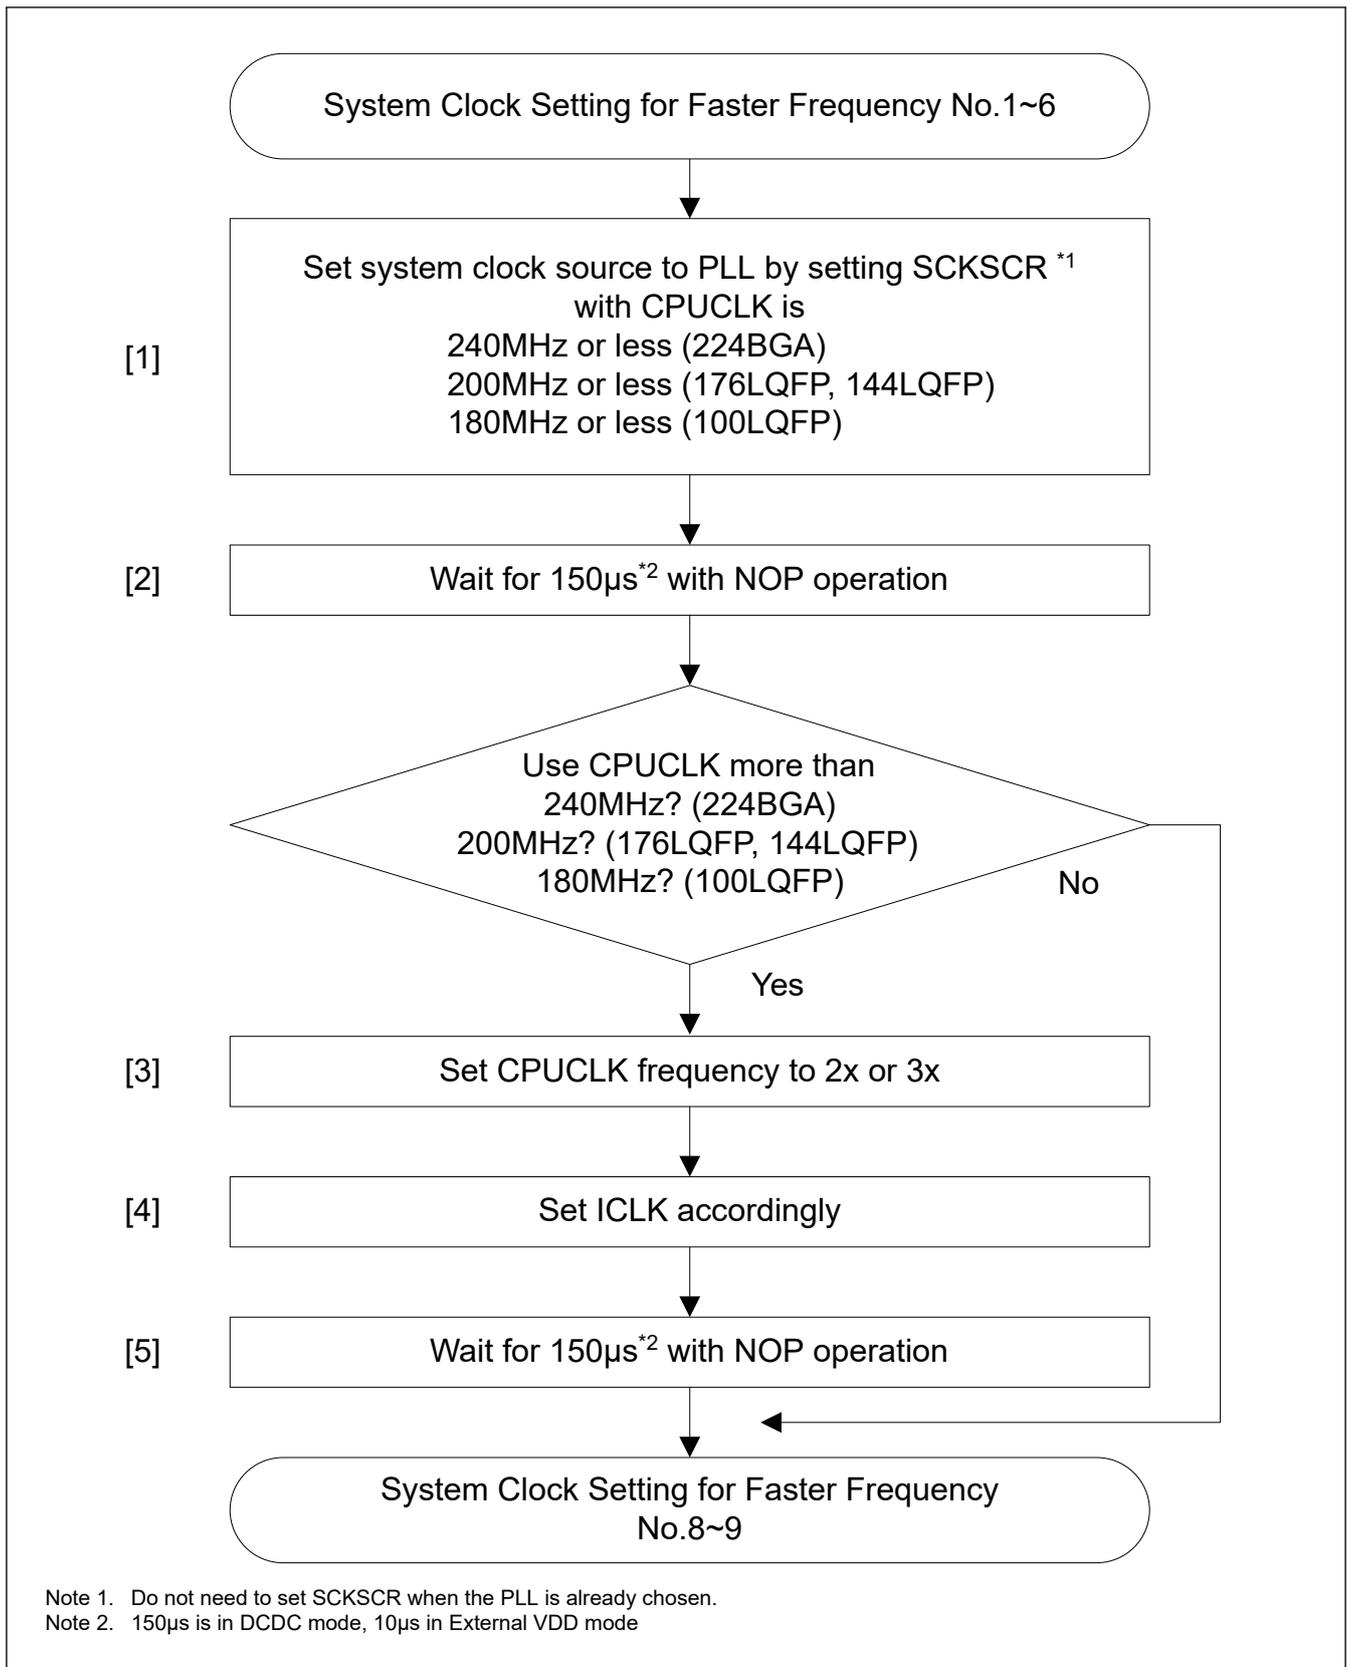 System Clock Setting for Faster Frequency No.1~6
[1]
Set system clock source to PLL by setting SCKSCR *1
with CPUCLK is
240MHz or less (224BGA)
200MHz or less (176LQFP, 144LQFP)
180MHz or less (100LQFP)
[2]
Wait for 150µs*2 with NOP operation
Use CPUCLK more than
240MHz? (224BGA)
200MHz? (176LQFP, 144LQFP)
180MHz? (100LQFP)
No
Yes
[3]
Set CPUCLK frequency to 2x or 3x
[4]
Set ICLK accordingly
[5]
Wait for 150µs*2 with NOP operation
System Clock Setting for Faster Frequency
No.8~9
Note 1. Do not need to set SCKSCR when the PLL is already chosen.
Note 2. 150µs is in DCDC mode, 10µs in External VDD mode